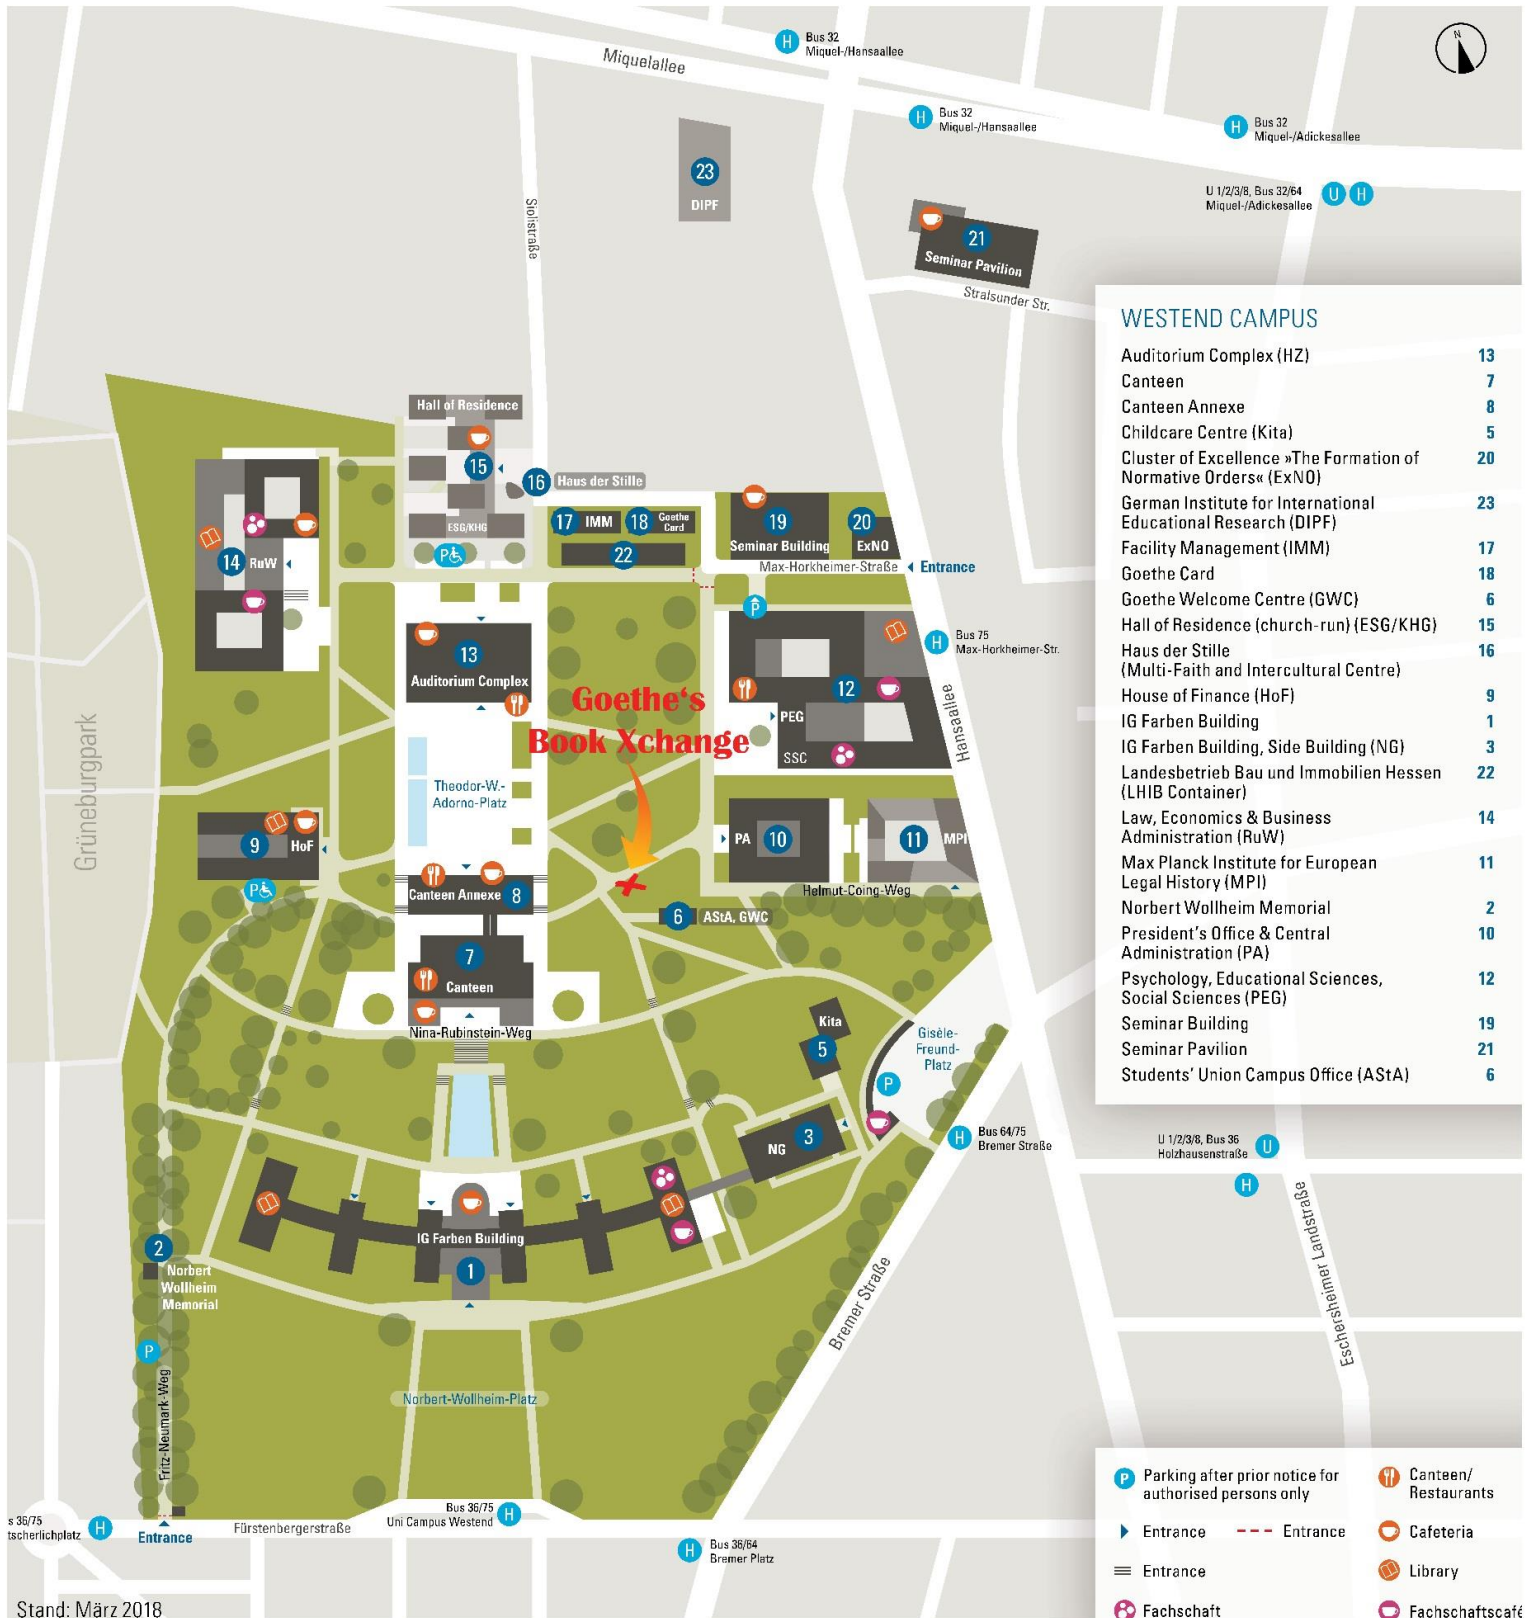 Bus 32
Miquel-/Hansaallee
Miquelallee
N
Bus 32
Miquel-/Hansaallee
Bus 32
Miquel-/Adickesallee
H
H
H
23
DIPF
Siolistraße
U 1/2/3/8, Bus 32/64
Miquel-/Adickesallee
U
H
21
Seminar Pavilion
Stralsunder Str.
WESTEND CAMPUS
Auditorium Complex (HZ) 13
Canteen 7
Canteen Annexe 8
Childcare Centre (Kita) 5
Cluster of Excellence »The Formation of 20
Normative Orders« (ExNO)
German Institute for International 23
Educational Research (DIPF)
Facility Management (IMM) 17
Goethe Card 18
Goethe Welcome Centre (GWC) 6
Hall of Residence (church-run) (ESG/KHG) 15
Haus der Stille 16
(Multi-Faith and Intercultural Centre)
House of Finance (HoF) 9
IG Farben Building 1
IG Farben Building, Side Building (NG) 3
Landesbetrieb Bau und Immobilien Hessen 22
(LHIB Container)
Law, Economics & Business 14
Administration (RuW)
Max Planck Institute for European 11
Legal History (MPI)
Norbert Wollheim Memorial 2
President's Office & Central 10
Administration (PA)
Psychology, Educational Sciences, 12
Social Sciences (PEG)
Seminar Building 19
Seminar Pavilion 21
Students' Union Campus Office (AStA) 6
Hall of Residence
15
16 Haus der Stille
ESG/KHG
P
17 IMM
18 Goethe
Card
22
19
Seminar Building
20
ExNO
Max-Horkheimer-Straße
Entrance
14 RuW
P
H
Bus 75
Max-Horkheimer-Str.
13
Auditorium Complex
Goethe's
Book Xchange
12
PEG
SSC
Hansaallee
Grüneburgpark
Theodor-W.-
Adorno-Platz
9 HoF
P
PA 10
11 MPI
Helmut-Coing-Weg
Canteen Annexe 8
6 AStA, GWC
7
Canteen
Nina-Rubinstein-Weg
Kita
5
Gisèle-
Freund-
Platz
P
NG 3
H
Bus 64/75
Bremer Straße
U 1/2/3/8, Bus 36
Holzhausenstraße
U
H
IG Farben Building
1
2
Norbert
Wollheim
Memorial
P
Fritz-Neumark-Weg
Bremer Straße
Eschersheimer Landstraße
Norbert-Wollheim-Platz
Bus 36/75
Uni Campus Westend
H
s 36/75
tscherlichplatz
H
Entrance
Fürstenbergerstraße
H
Bus 36/64
Bremer Platz
P Parking after prior notice for
authorised persons only
Canteen/
Restaurants
Entrance
Entrance
Cafeteria
Entrance
Library
Fachschaft
Fachschaftscafé
Stand: März 2018